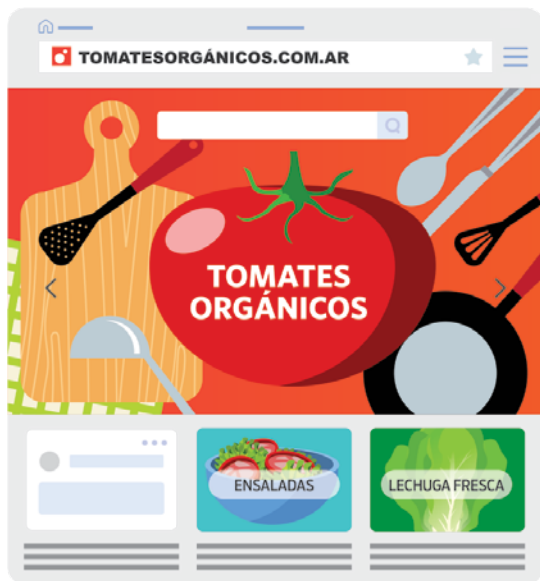 TOMATESORGÁNICOS.COM.AR
TOMATES
ORGÁNICOS
ENSALADAS
LECHUGA FRESCA